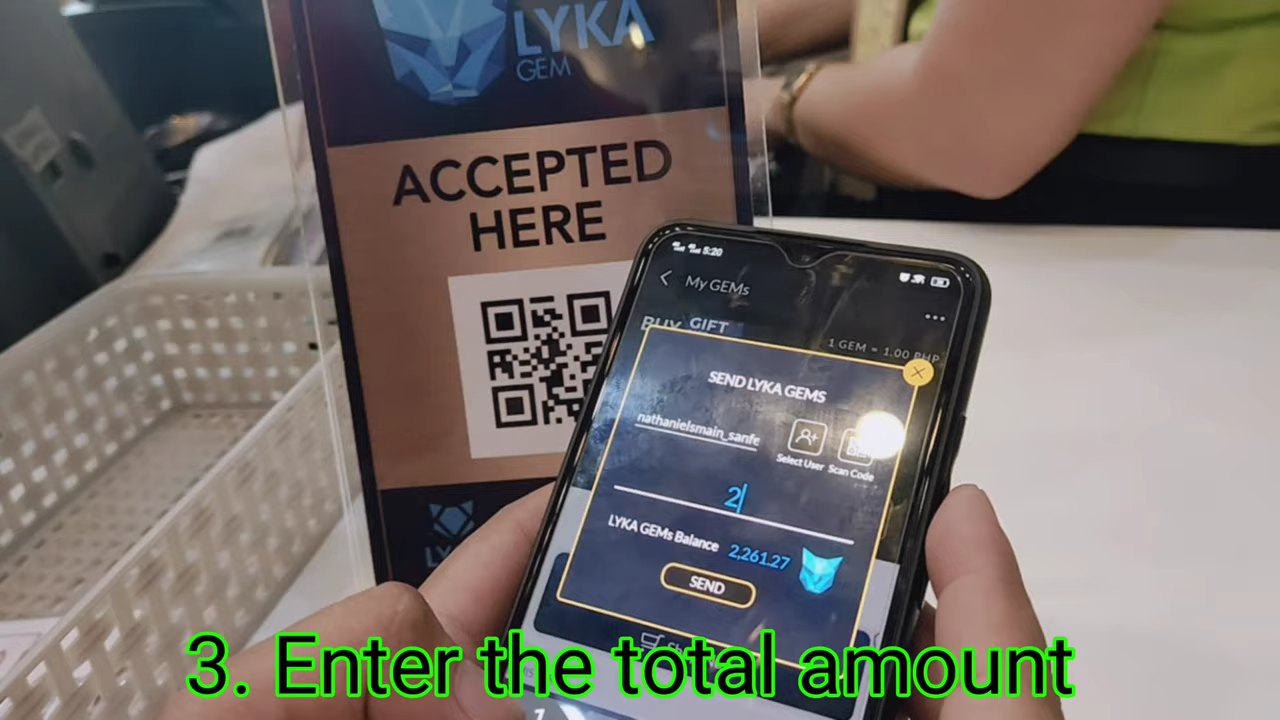 LYKA
GEM
ACCEPTED
HERE
5:20
My GEMs
BUY GIFT
1 GEM = 1.00 PHP
SEND LYKA GEMS
nathanielsmain_sanfe
Select User Scan Code
2
LYKA GEMs Balance 2,261.27
SEND
3. Enter the total amount